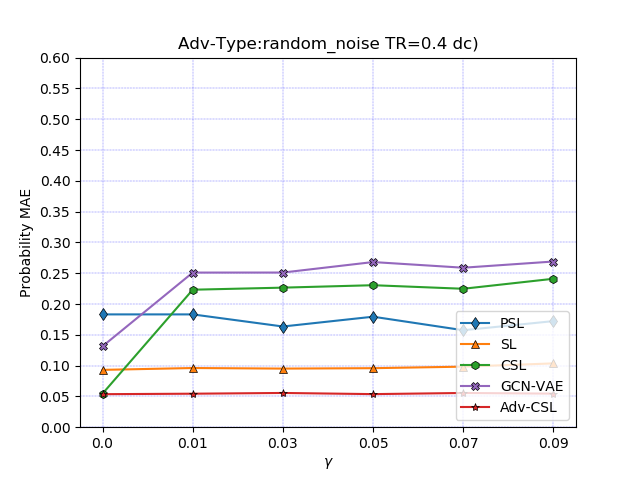 Adv-Type:random_noise TR=0.4 dc)
Probability MAE
0.60
0.55
0.50
0.45
0.40
0.35
0.30
0.25
0.20
0.15
0.10
0.05
0.00
PSL
SL
CSL
GCN-VAE
Adv-CSL
0.0 0.01 0.03 0.05 0.07 0.09
γ